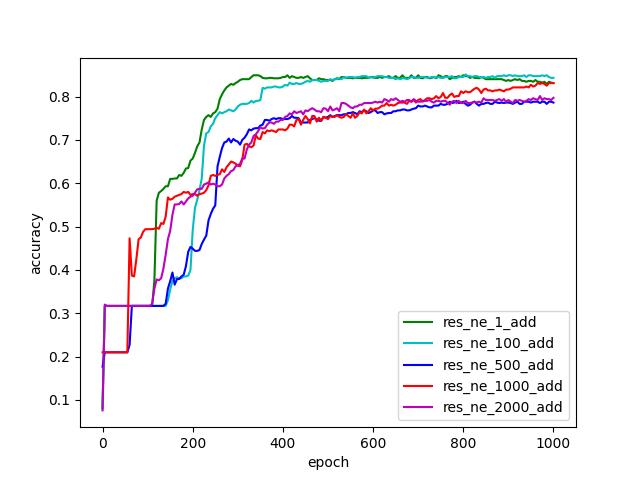 0.8
0.7
0.6
0.5
0.4
0.3
0.2
0.1
accuracy
0 200 400 600 800 1000
epoch
res_ne_1_add
res_ne_100_add
res_ne_500_add
res_ne_1000_add
res_ne_2000_add